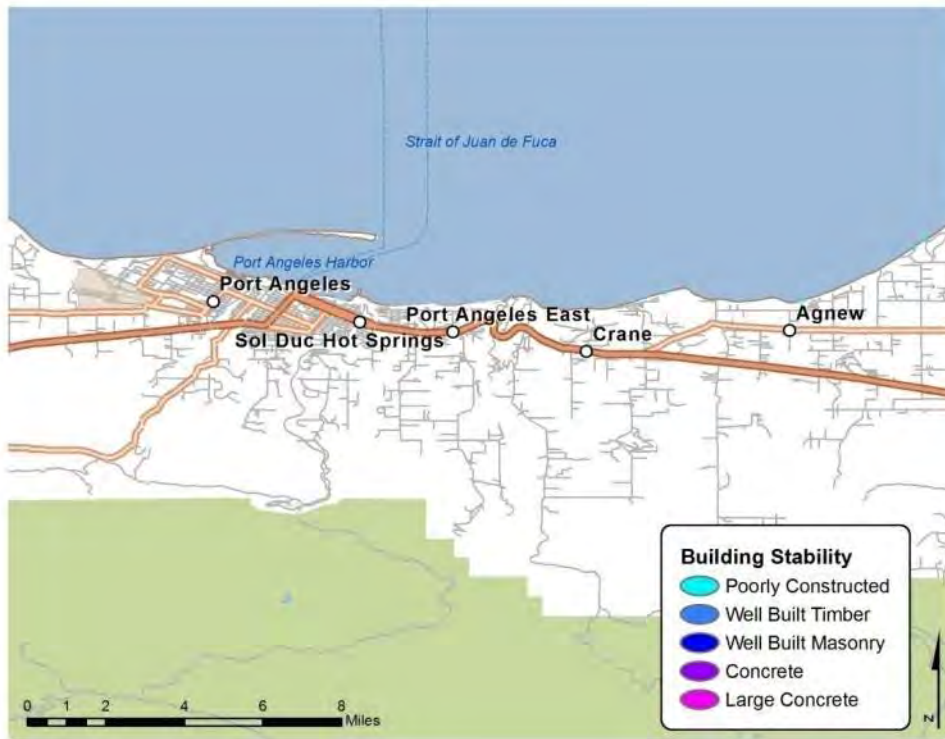 Strait of Juan de Fuca
Port Angeles Harbor
Port Angeles
Port Angeles East
Agnew
Sol Duc Hot Springs
Crane
Building Stability
Poorly Constructed
Well Built Timber
Well Built Masonry
Concrete
Large Concrete
0 1 2 4 6 8
Miles
N